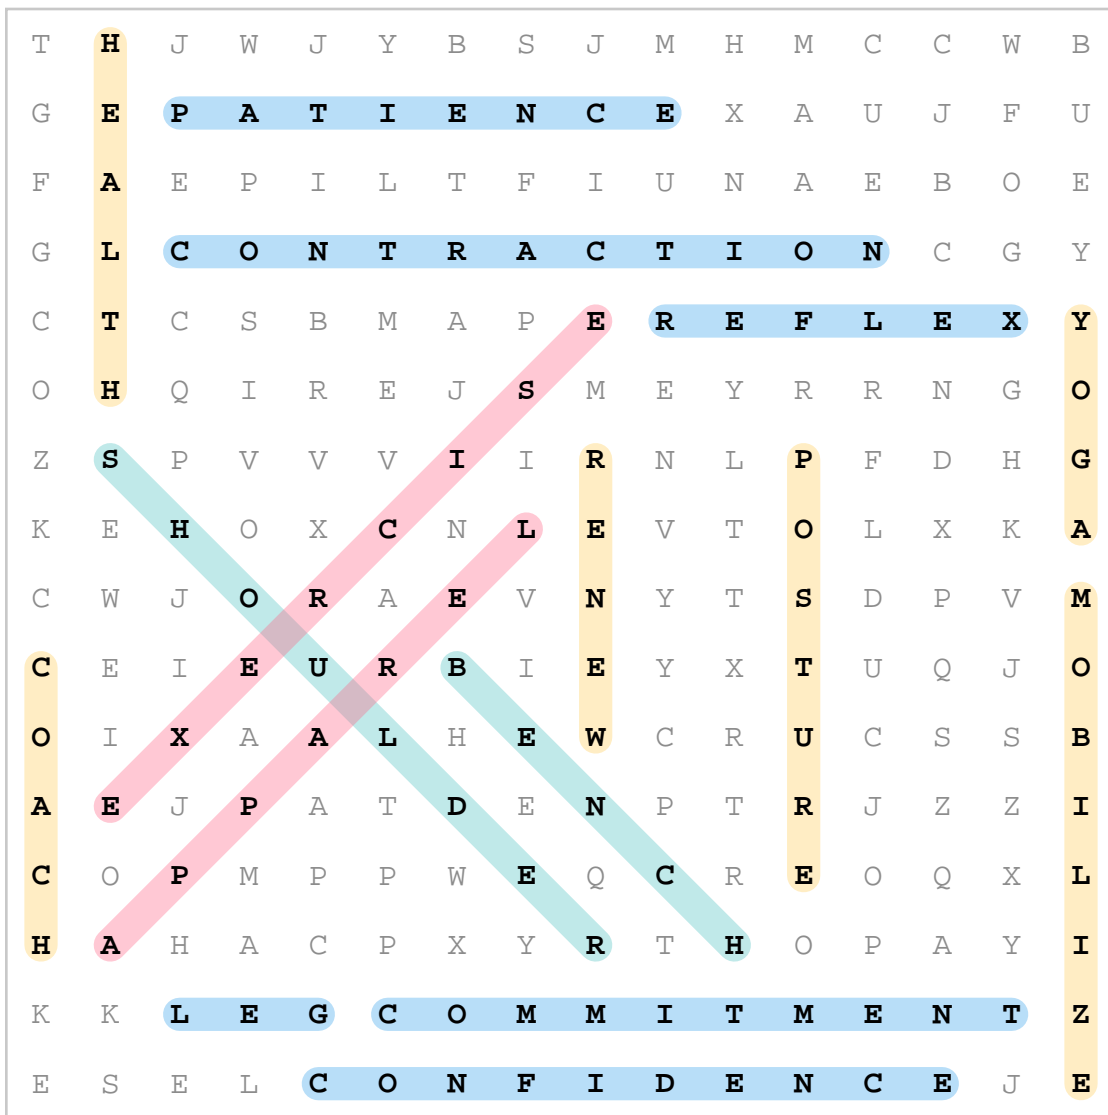 T H J W J Y B S J M H M C C W B
G E P A T I E N C E X A U J F U
F A E P I L T F I U N A E B O E
G L C O N T R A C T I O N C G Y
C T C S B M A P E R E F L E X Y
O H Q I R E J S M E Y R R N G O
Z S P V V V I I R N L P F D H G
K E H O X C N L E V T O L X K A
C W J O R A E V N Y T S D P V M
C E I E U R B I E Y X T U Q J O
O I X A A L H E W C R U C S S B
A E J P A T D E N P T R J Z Z I
C O P M P P W E Q C R E O Q X L
H A H A C P X Y R T H O P A Y I
K K L E G C O M M I T M E N T Z
E S E L C O N F I D E N C E J E